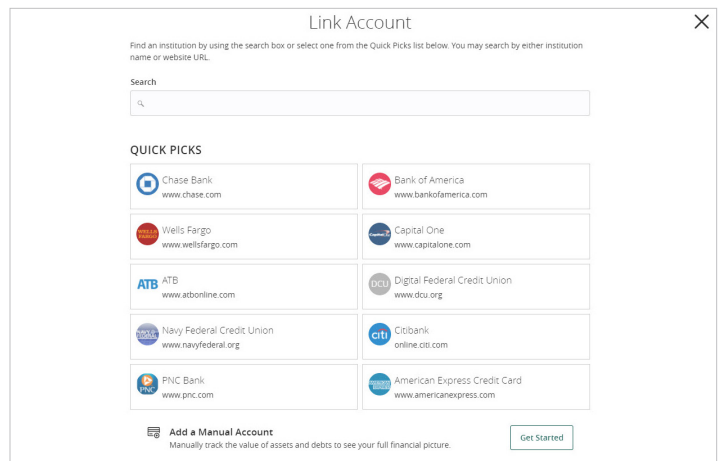 Link Account
Find an institution by using the search box or select one from the Quick Picks list below. You may search by either institution
name or website URL.
Search
QUICK PICKS
Chase Bank
www.chase.com
Bank of America
www.bankofamerica.com
WELLS
FARGO
Wells Fargo
www.wellsfargo.com
Capital One
Capital One
www.capitalone.com
ATB
ATB
www.atbonline.com
DCU
Digital Federal Credit Union
www.dcu.org
Navy Federal Credit Union
www.navyfederal.org
citi
Citibank
online.citi.com
PNC
PNC Bank
www.pnc.com
American Express Credit Card
www.americanexpress.com
Add a Manual Account
Manually track the value of assets and debts to see your full financial picture.
Get Started